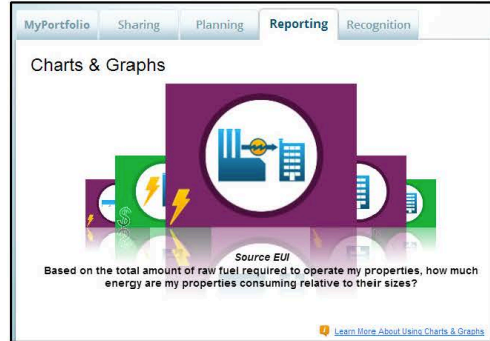 MyPortfolio Sharing Planning Reporting Recognition
Charts & Graphs
Source EUI
Based on the total amount of raw fuel required to operate my properties, how much
energy are my properties consuming relative to their sizes?
Learn More About Using Charts & Graphs